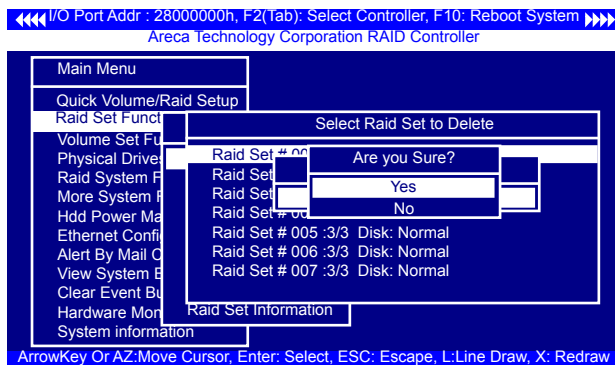 I/O Port Addr : 28000000h, F2(Tab): Select Controller, F10: Reboot System
Areca Technology Corporation RAID Controller
Main Menu
Quick Volume/Raid Setup
Raid Set Funct
Volume Set Fu
Physical Drive
Raid System F
More System F
Hdd Power Ma
Ethernet Confi
Alert By Mail C
View System E
Clear Event Bu
Hardware Mon
System information
Raid Set Information
Select Raid Set to Delete
Raid Set # 00
Raid Set
Raid Set
Raid Set # 00
Raid Set # 005 :3/3 Disk: Normal
Raid Set # 006 :3/3 Disk: Normal
Raid Set # 007 :3/3 Disk: Normal
Are you Sure?
Yes
No
ArrowKey Or AZ:Move Cursor, Enter: Select, ESC: Escape, L:Line Draw, X: Redraw